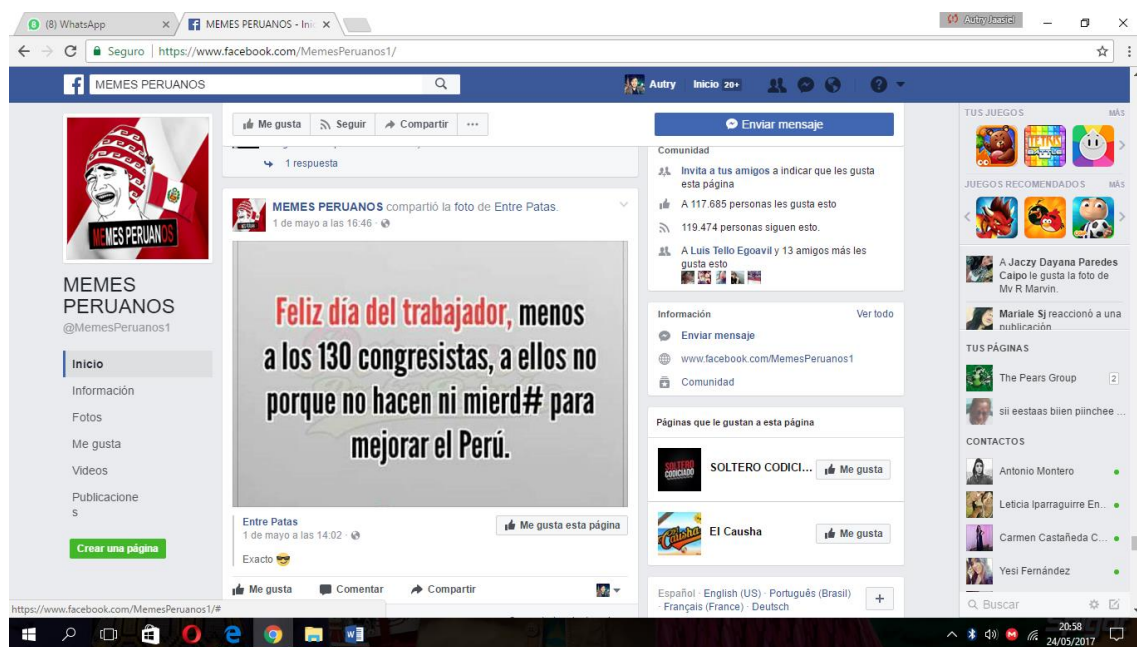 (8) WhatsApp
MEMES PERUANOS - Ini
Autry Jaasiel
Seguro | https://www.facebook.com/MemesPeruanos1/
MEMES PERUANOS
Autry Inicio 20+
MEMES PERUANOS
MEMES
PERUANOS
@MemesPeruanos1
Inicio
Información
Fotos
Me gusta
Videos
Publicacione
s
Crear una página
Me gusta Seguir Compartir ...
1 respuesta
MEMES PERUANOS compartió la foto de Entre Patas.
1 de mayo a las 16:46 ·
Feliz día del trabajador, menos
a los 130 congresistas, a ellos no
porque no hacen ni mierd# para
mejorar el Perú.
Entre Patas
1 de mayo a las 14:02 ·
Me gusta esta página
Exacto
Me gusta Comentar Compartir
Enviar mensaje
Comunidad
Invita a tus amigos a indicar que les gusta
esta página
A 117.685 personas les gusta esto
119.474 personas siguen esto.
A Luis Tello Egoavil y 13 amigos más les
gusta esto
Información Ver todo
Enviar mensaje
www.facebook.com/MemesPeruanos1
Comunidad
Páginas que le gustan a esta página
SOLTERO
CODICIADO
SOLTERO CODICI... Me gusta
Causha
El Causha Me gusta
Español · English (US) · Português (Brasil)
· Français (France) · Deutsch
TUS JUEGOS MÁS
TETRIS
JUEGOS RECOMENDADOS MÁS
A Jaczy Dayana Paredes
Caipo le gusta la foto de
Mv R Marvin.
Mariale Sj reaccionó a una
publicación
TUS PÁGINAS
The Pears Group 2
sii eestaas biien piinchee ...
CONTACTOS
Antonio Montero
Leticia Iparraguirre En...
Carmen Castañeda C...
Yesi Fernández
Buscar
https://www.facebook.com/MemesPeruanos1/#
20:58
24/05/2017